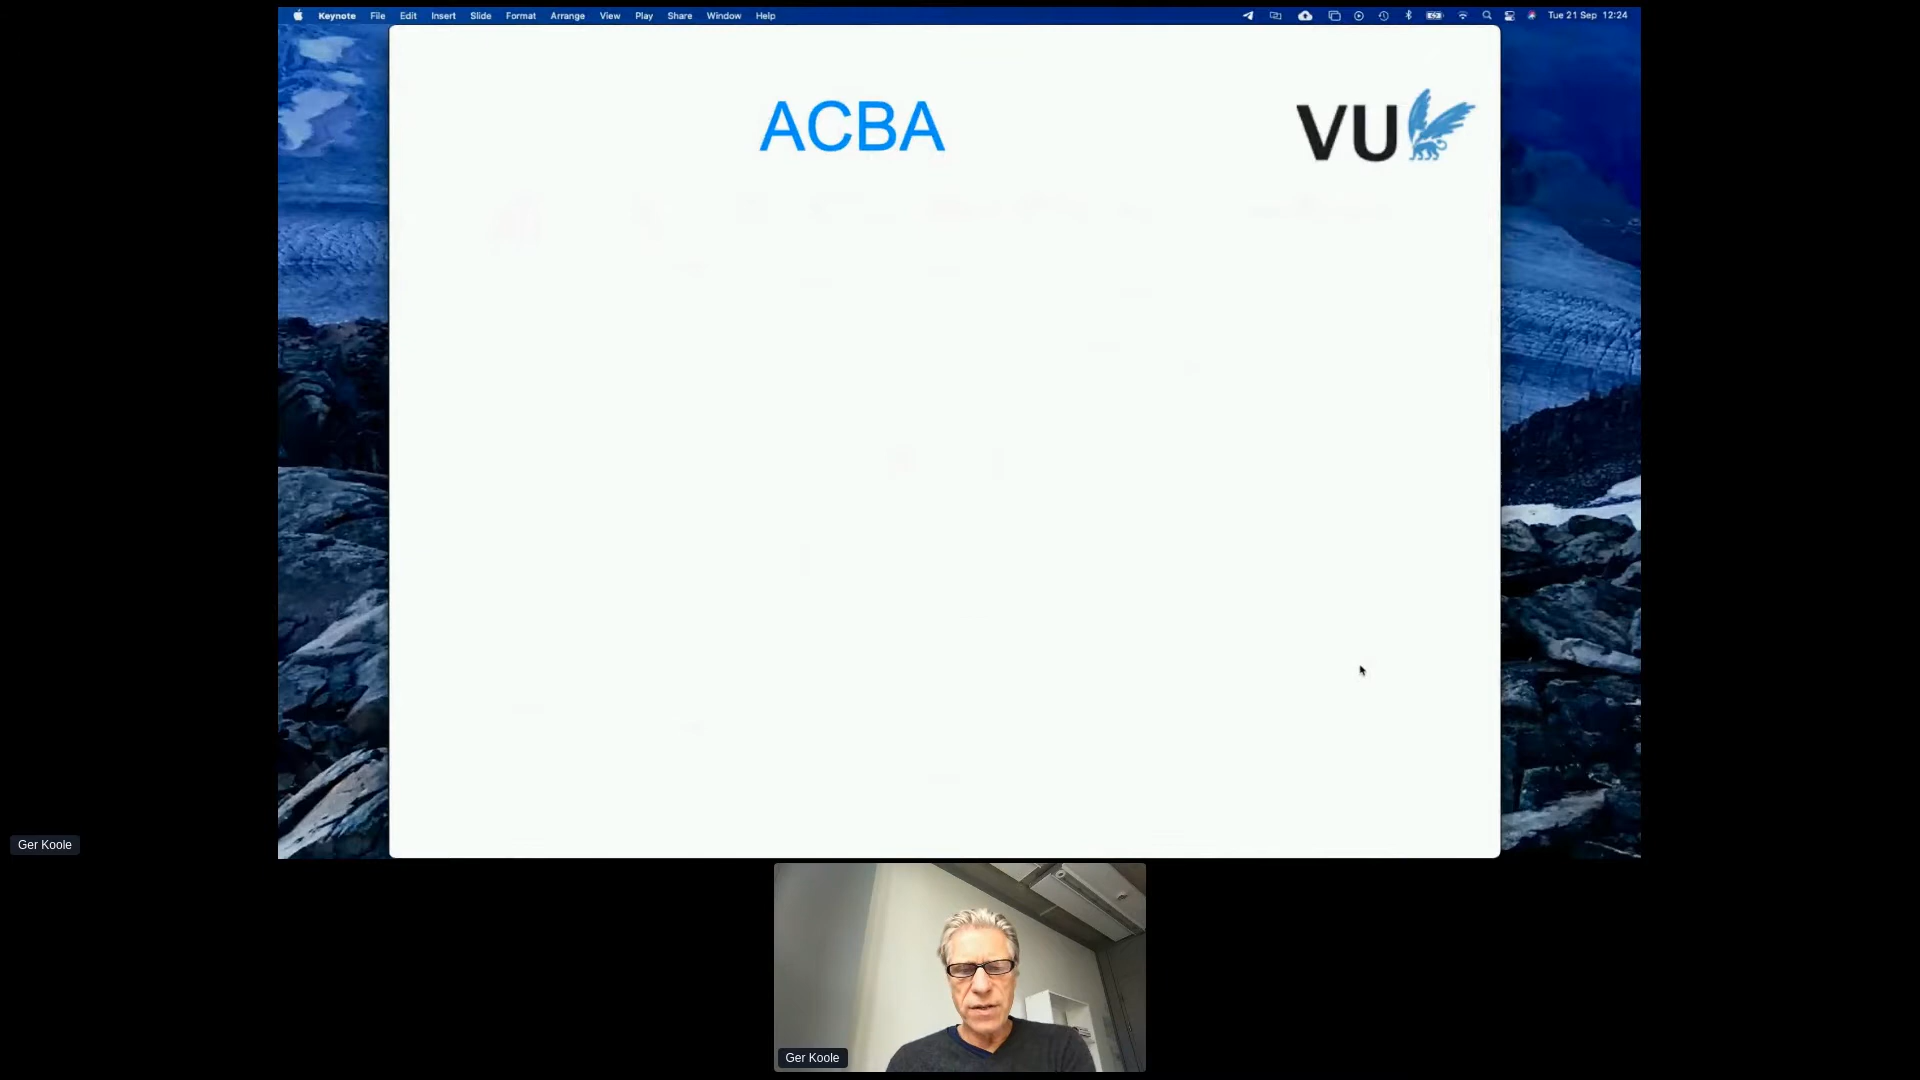 Keynote File Edit Insert Slide Format Arrange View Play Share Window Help Tue 21 Sep 12:24
ACBA
VU
Ger Koole
Ger Koole